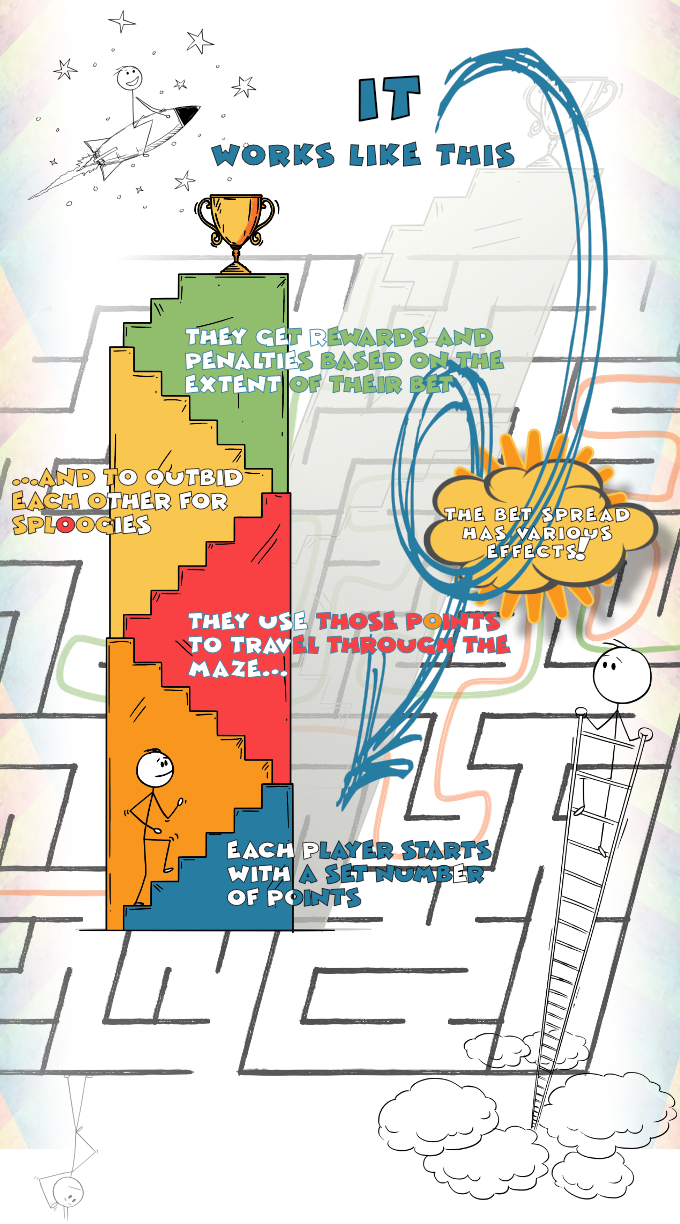 IT
WORKS LIKE THIS
THEY GET REWARDS AND
PENALTIES BASED ON THE
EXTENT OF THEIR BET
...AND TO OUTBID
EACH OTHER FOR
SPLOOGIES
THE BET SPREAD
HAS VARIOUS
EFFECTS!
THEY USE THOSE POINTS
TO TRAVEL THROUGH THE
MAZE...
EACH PLAYER STARTS
WITH A SET NUMBER
OF POINTS